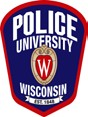 POLICE
UNIVERSITY
W
WISCONSIN
EST. 1848